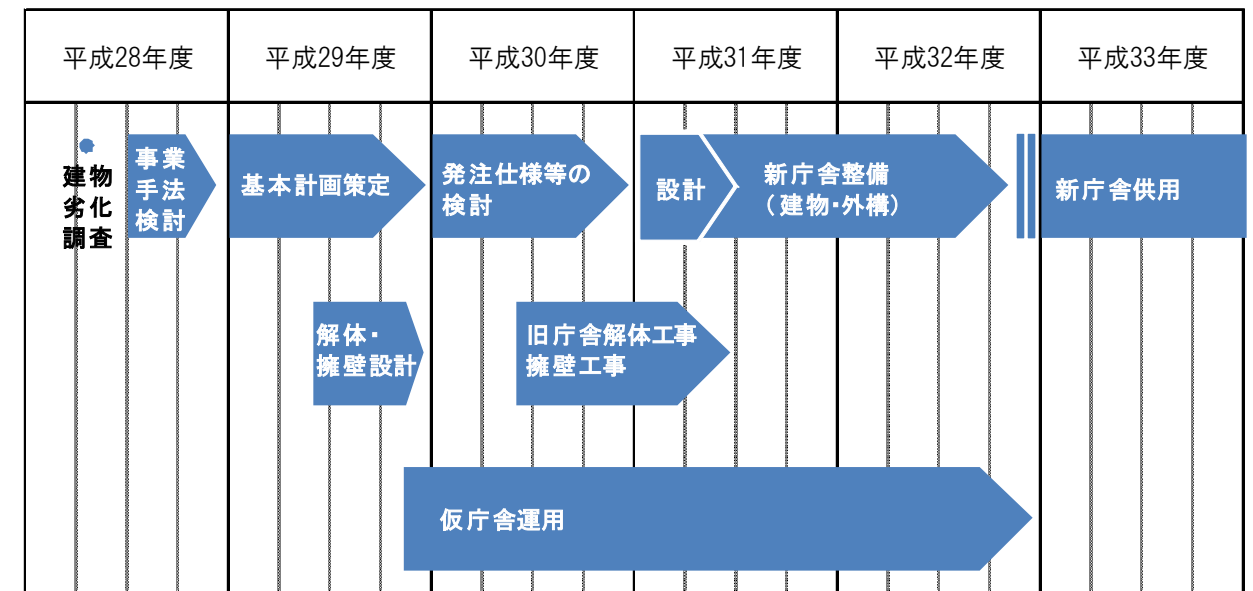 平成28年度
平成29年度
平成30年度
平成31年度
平成32年度
平成33年度
建物
劣化
調査
事業
手法
検討
基本計画策定
発注仕様等の
検討
設計
新庁舎整備
（建物・外構）
新庁舎供用
解体・
擁壁設計
旧庁舎解体工事
擁壁工事
仮庁舎運用